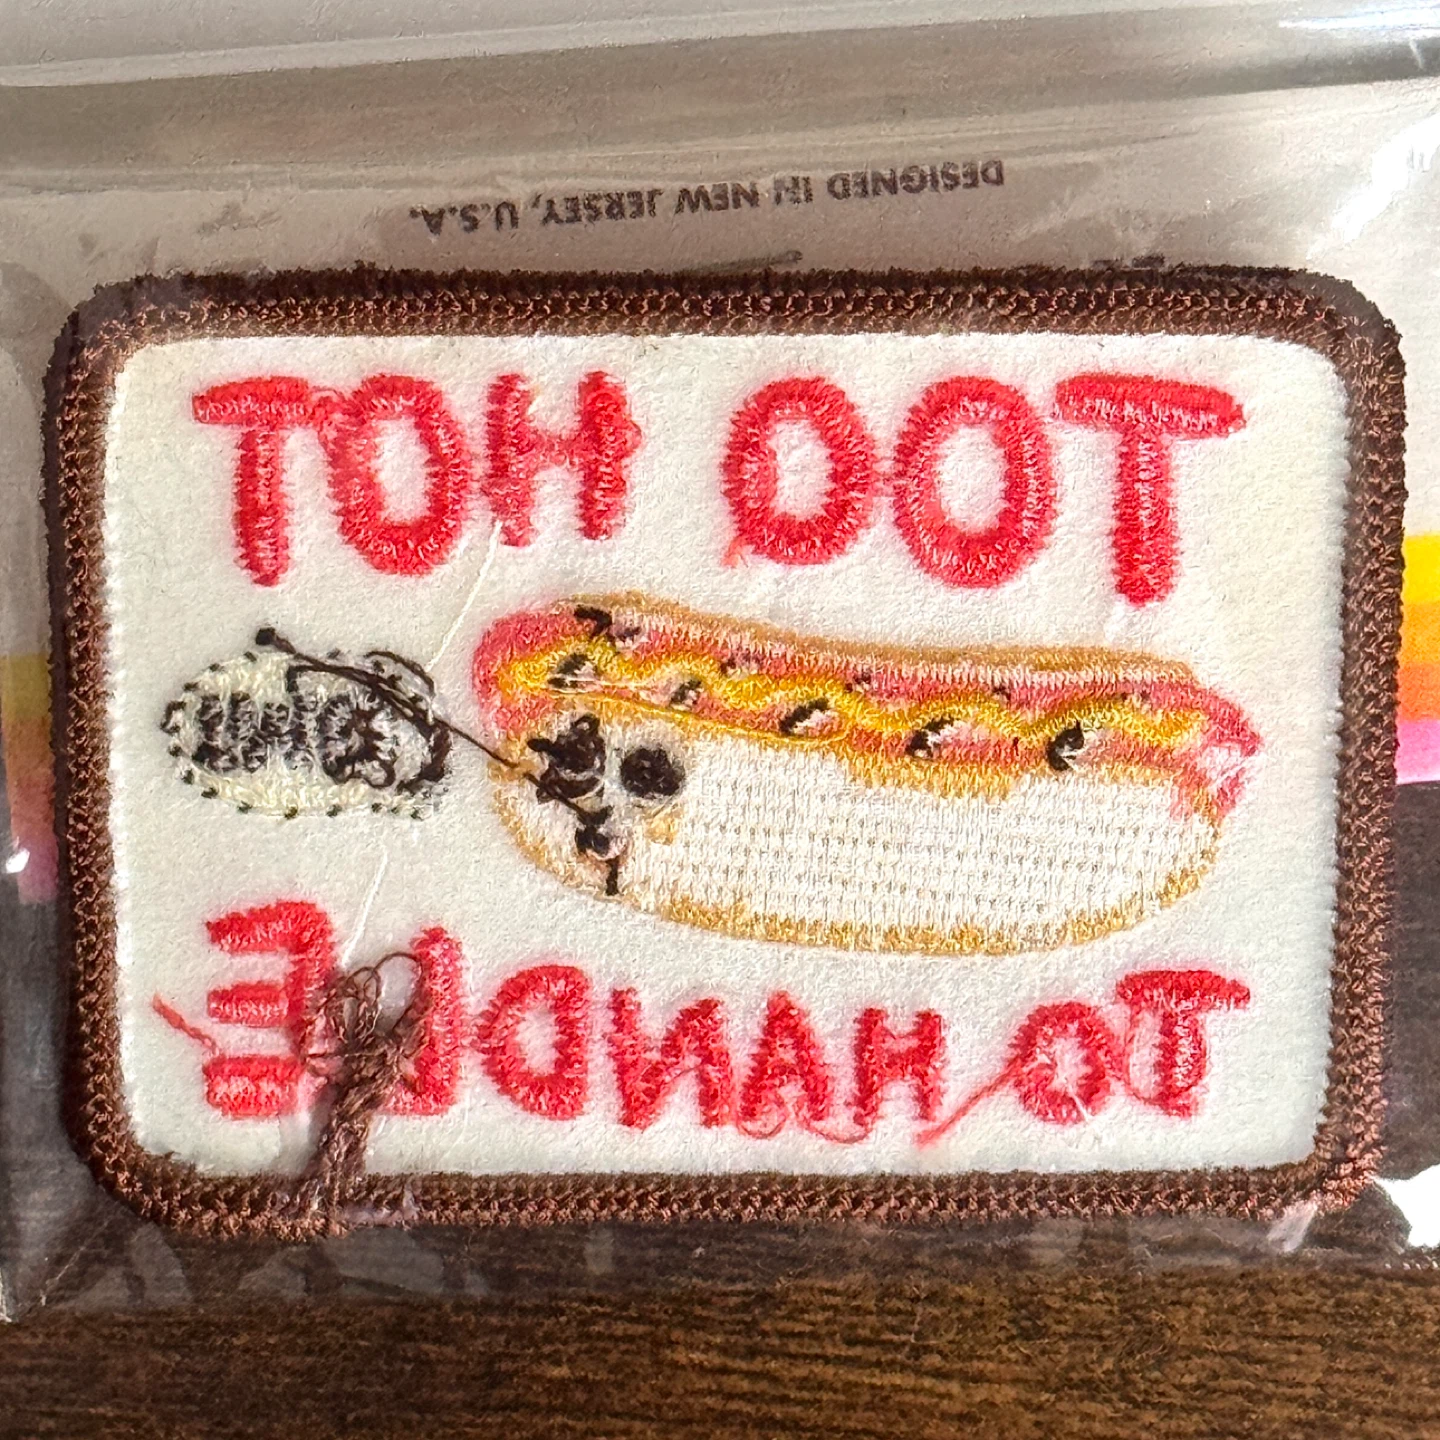 DESIGNED IN NEW JERSEY, U.S.A.
TOO HOT
TO HANDLE